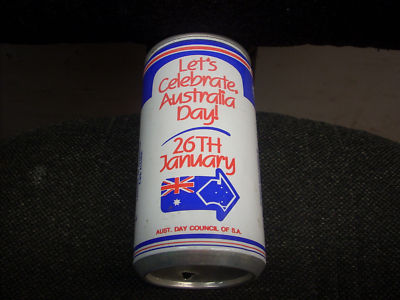 Let's
Celebrate,
Australia
Day!
26TH
January
AUST. DAY COUNCIL OF S.A.